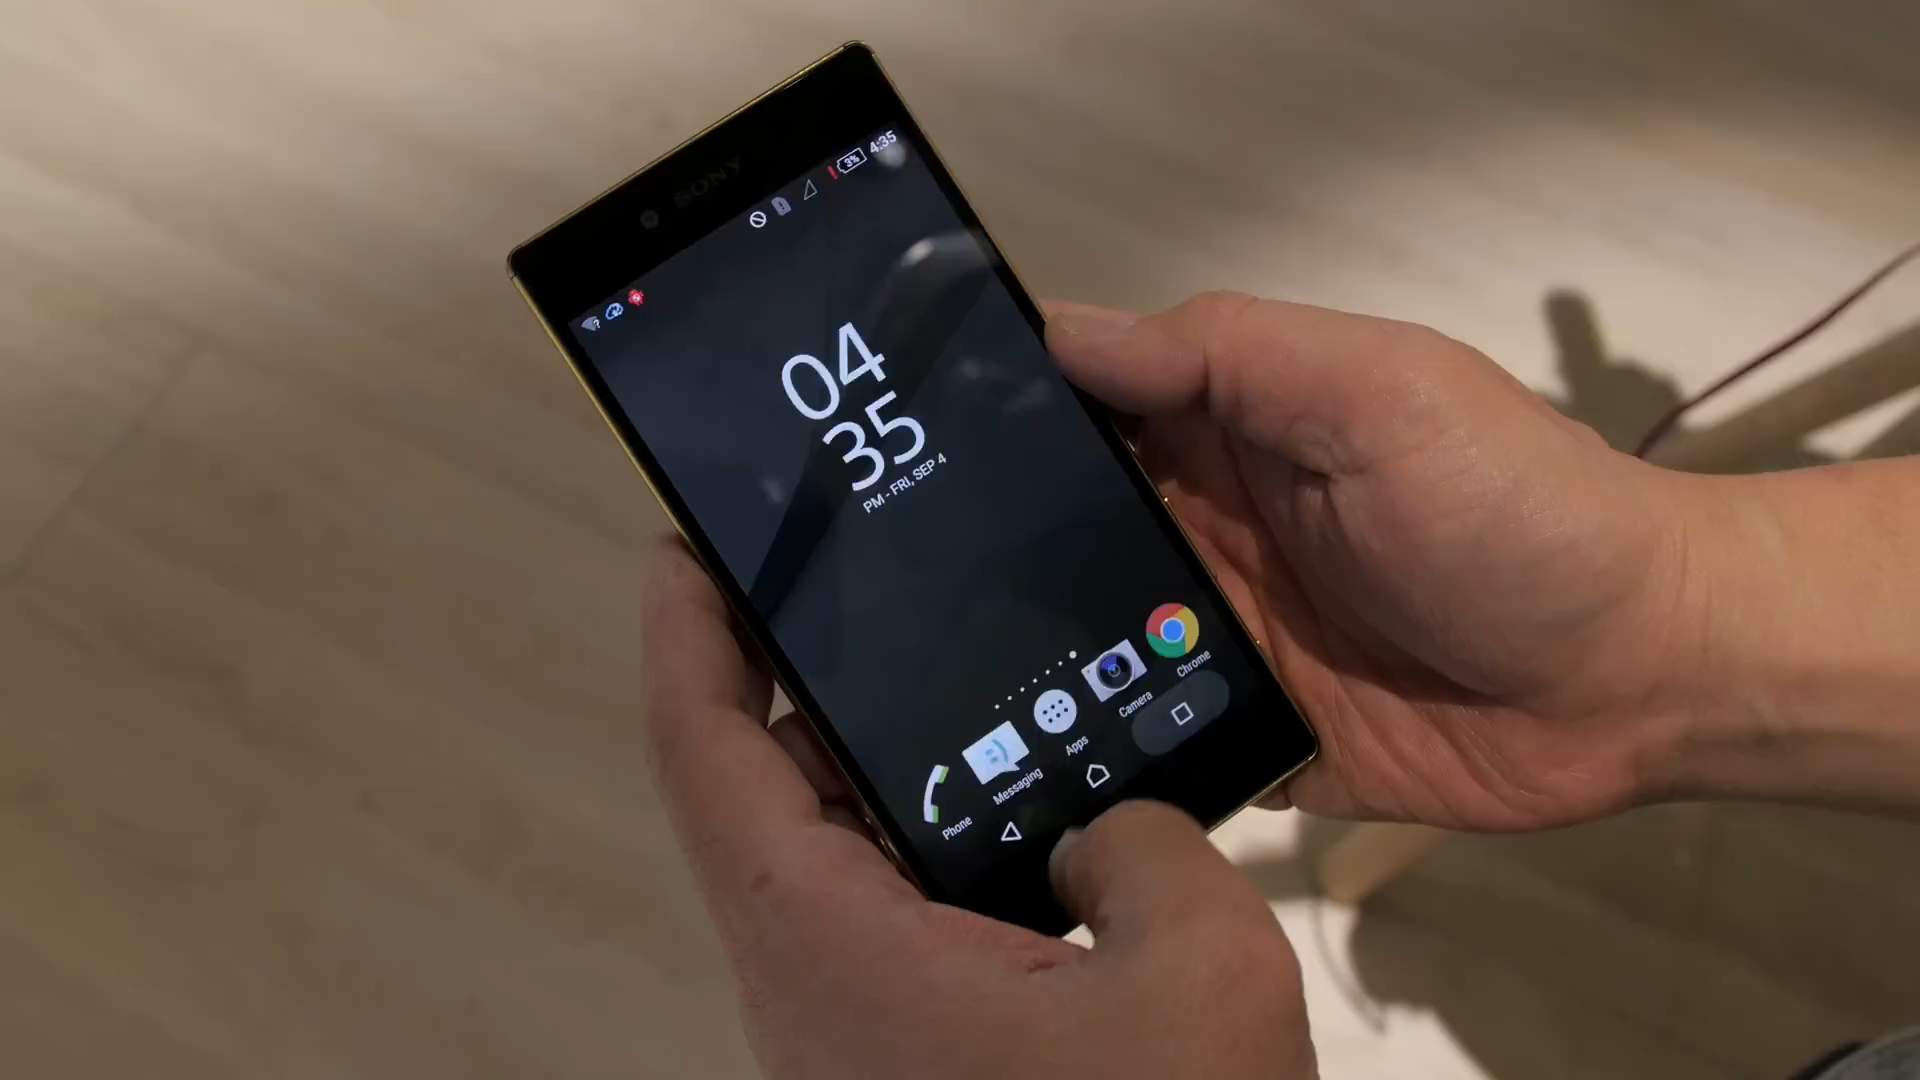 SONY
3% 4:35
04
35
PM - FRI, SEP 4
Phone
Messaging
Apps
Camera
Chrome